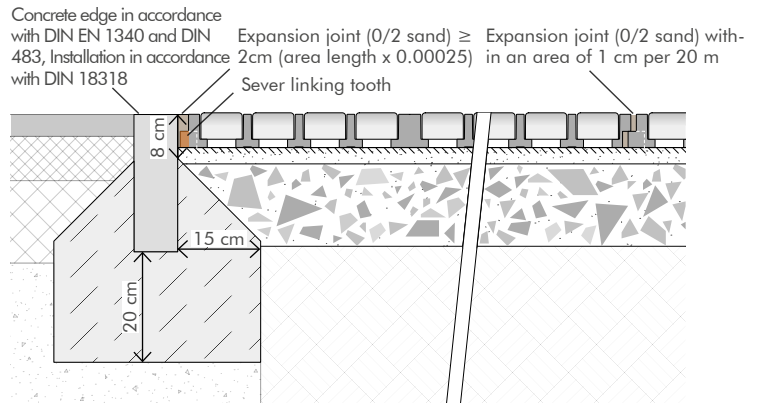 Concrete edge in accordance
with DIN EN 1340 and DIN
483, Installation in accordance
with DIN 18318
Expansion joint (0/2 sand) ≥
2cm (area length x 0.00025)
Sever linking tooth
Expansion joint (0/2 sand) with-
in an area of 1 cm per 20 m
8 cm
15 cm
20 cm